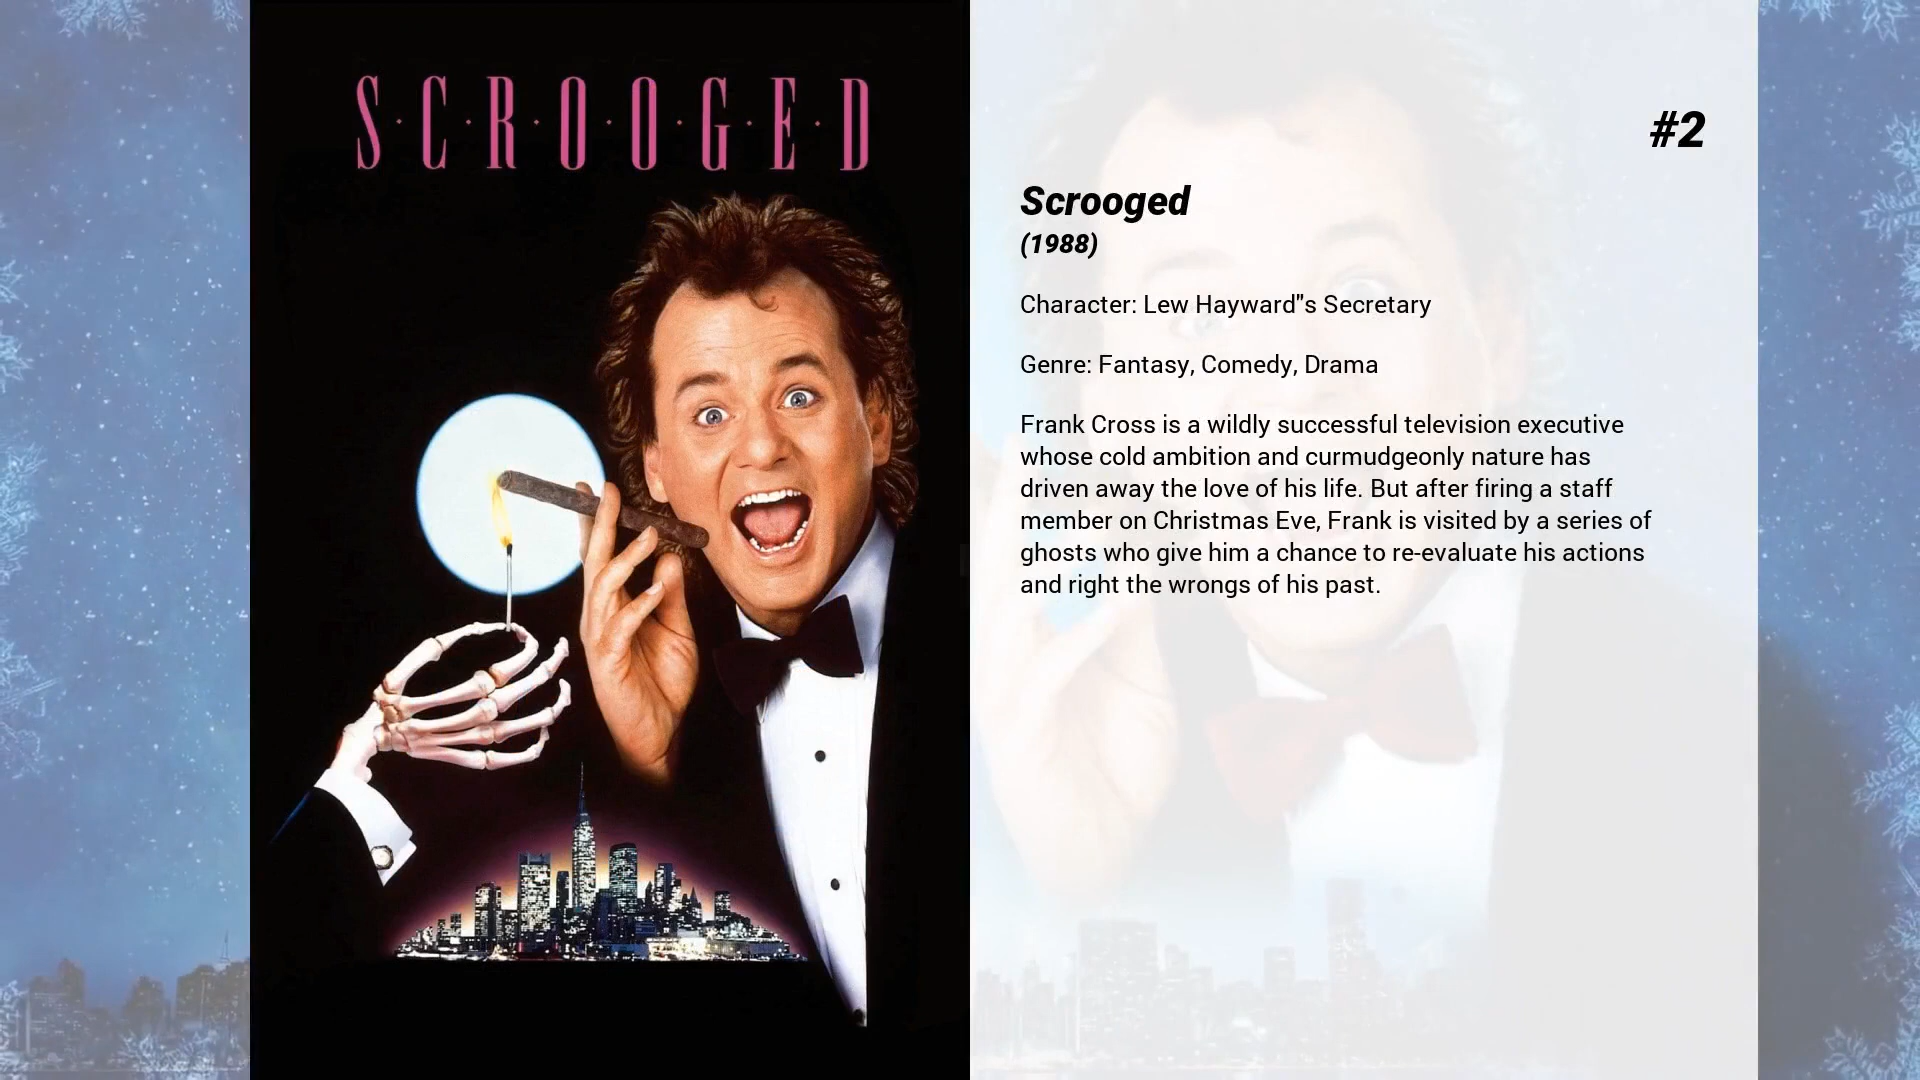 S·C·R·O·O·G·E·D
#2
Scrooged
(1988)
Character: Lew Hayward"s Secretary
Genre: Fantasy, Comedy, Drama
Frank Cross is a wildly successful television executive
whose cold ambition and curmudgeonly nature has
driven away the love of his life. But after firing a staff
member on Christmas Eve, Frank is visited by a series of
ghosts who give him a chance to re-evaluate his actions
and right the wrongs of his past.